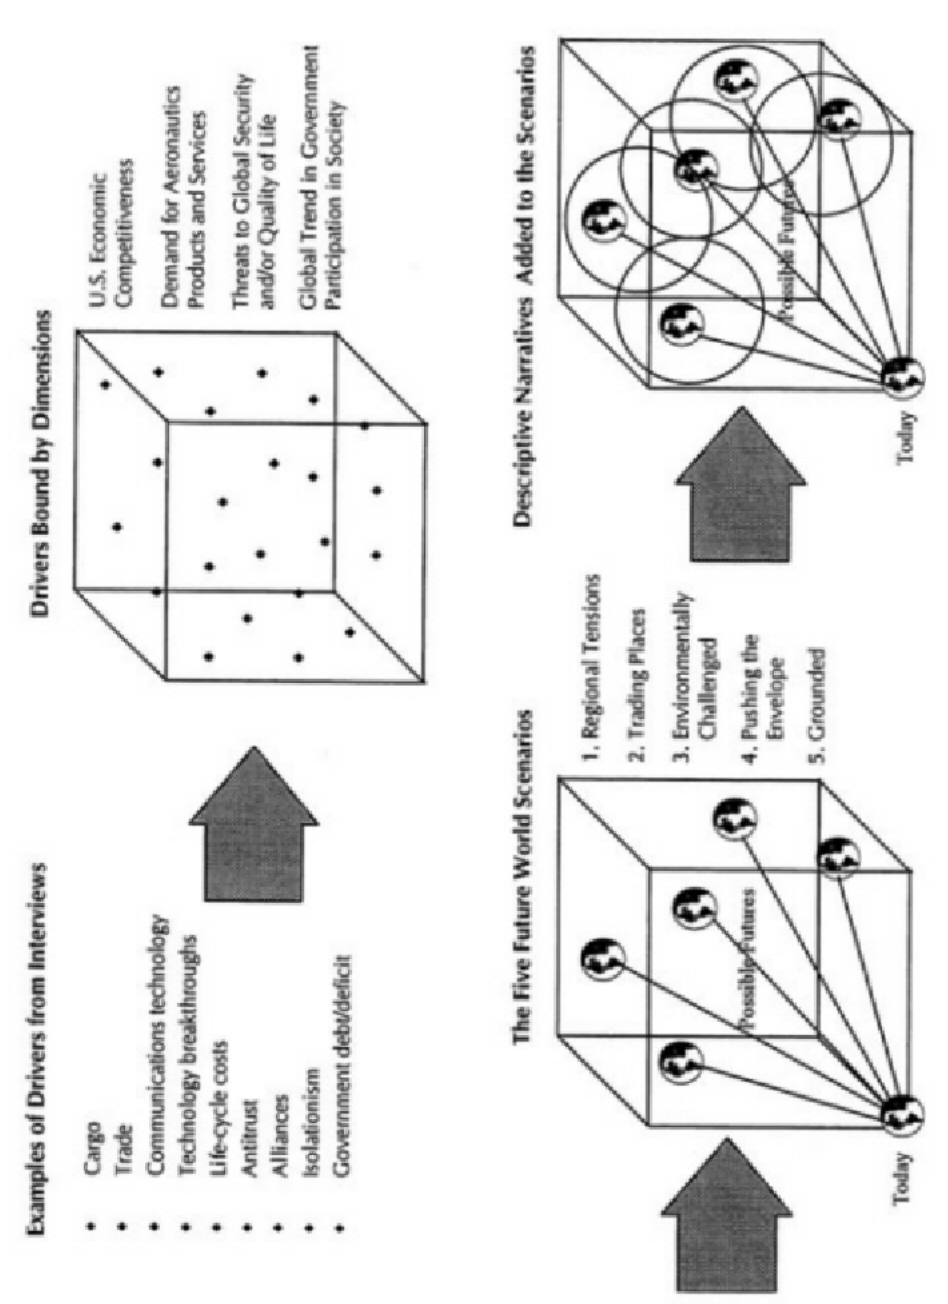 Examples of Drivers from Interviews
Cargo
Trade
Communications technology
Technology breakthroughs
Life-cycle costs
Antitrust
Alliances
Isolationism
Government debt/deficit
Drivers Bound by Dimensions
U.S. Economic
Competitiveness
Demand for Aeronautics
Products and Services
Threats to Global Security
and/or Quality of Life
Global Trend in Government
Participation in Society
The Five Future World Scenarios
Possible Futures
Today
1. Regional Tensions
2. Trading Places
3. Environmentally
Challenged
4. Pushing the
Envelope
5. Grounded
Descriptive Narratives Added to the Scenarios
Possible Futures
Today